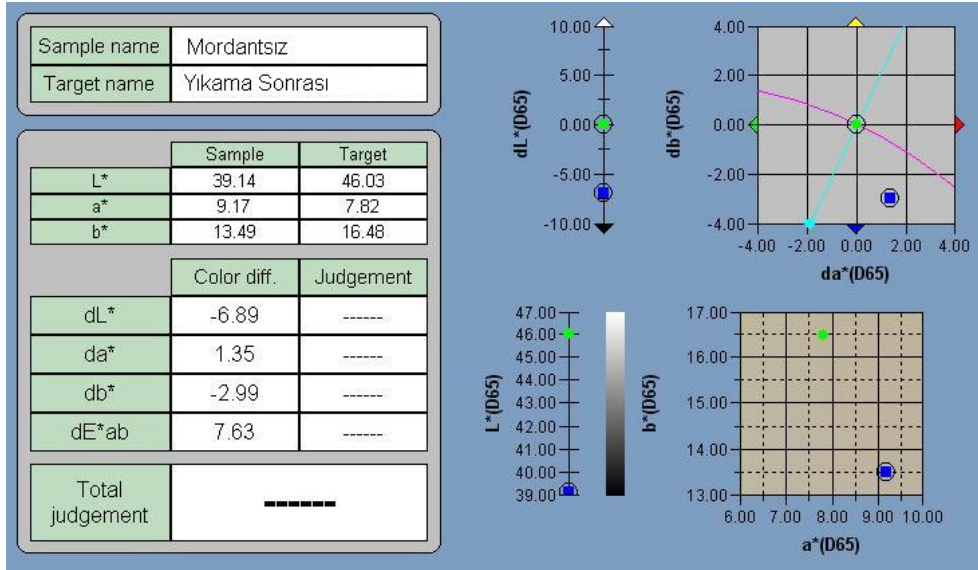 Sample name Mordantsız
Target name Yıkama Sonrası
Sample Target
L* 39.14 46.03
a* 9.17 7.82
b* 13.49 16.48
Color diff. Judgement
dL* -6.89 ------
da* 1.35 ------
db* -2.99 ------
dE*ab 7.63 ------
Total
judgement ------
dL*(D65)
10.00
5.00
0.00
-5.00
-10.00
db*(D65)
4.00
2.00
0.00
-2.00
-4.00
-4.00 -2.00 0.00 2.00 4.00
da*(D65)
L*(D65)
47.00
46.00
45.00
44.00
43.00
42.00
41.00
40.00
39.00
b*(D65)
17.00
16.00
15.00
14.00
13.00
6.00 7.00 8.00 9.00 10.00
a*(D65)